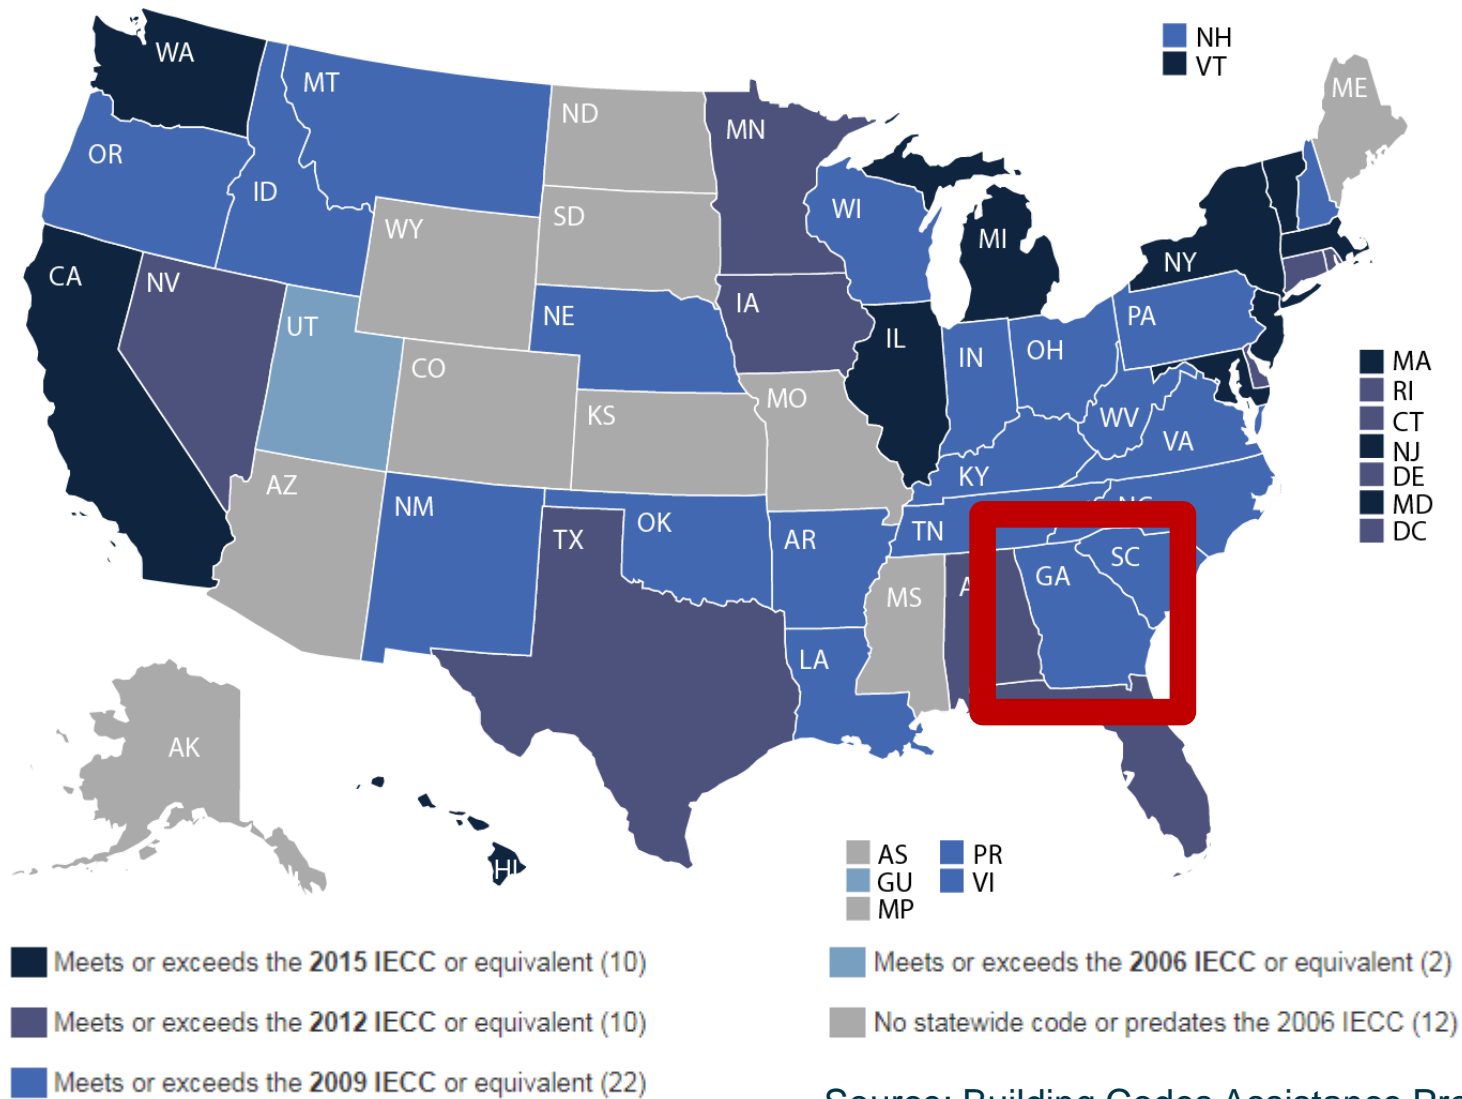 WA
MT
ND
MN
NH
VT
ME
OR
ID
WY
SD
WI
MI
NY
CA
NV
UT
NE
IA
IL
IN
OH
PA
CO
KS
MO
WV
VA
KY
MA
RI
CT
NJ
DE
MD
DC
AZ
NM
TX
OK
AR
TN
NC
MS
A
GA
SC
LA
AK
HI
AS
GU
MP
PR
VI
Meets or exceeds the 2015 IECC or equivalent (10)
Meets or exceeds the 2012 IECC or equivalent (10)
Meets or exceeds the 2009 IECC or equivalent (22)
Meets or exceeds the 2006 IECC or equivalent (2)
No statewide code or predates the 2006 IECC (12)
Source: Building Codes Assistance